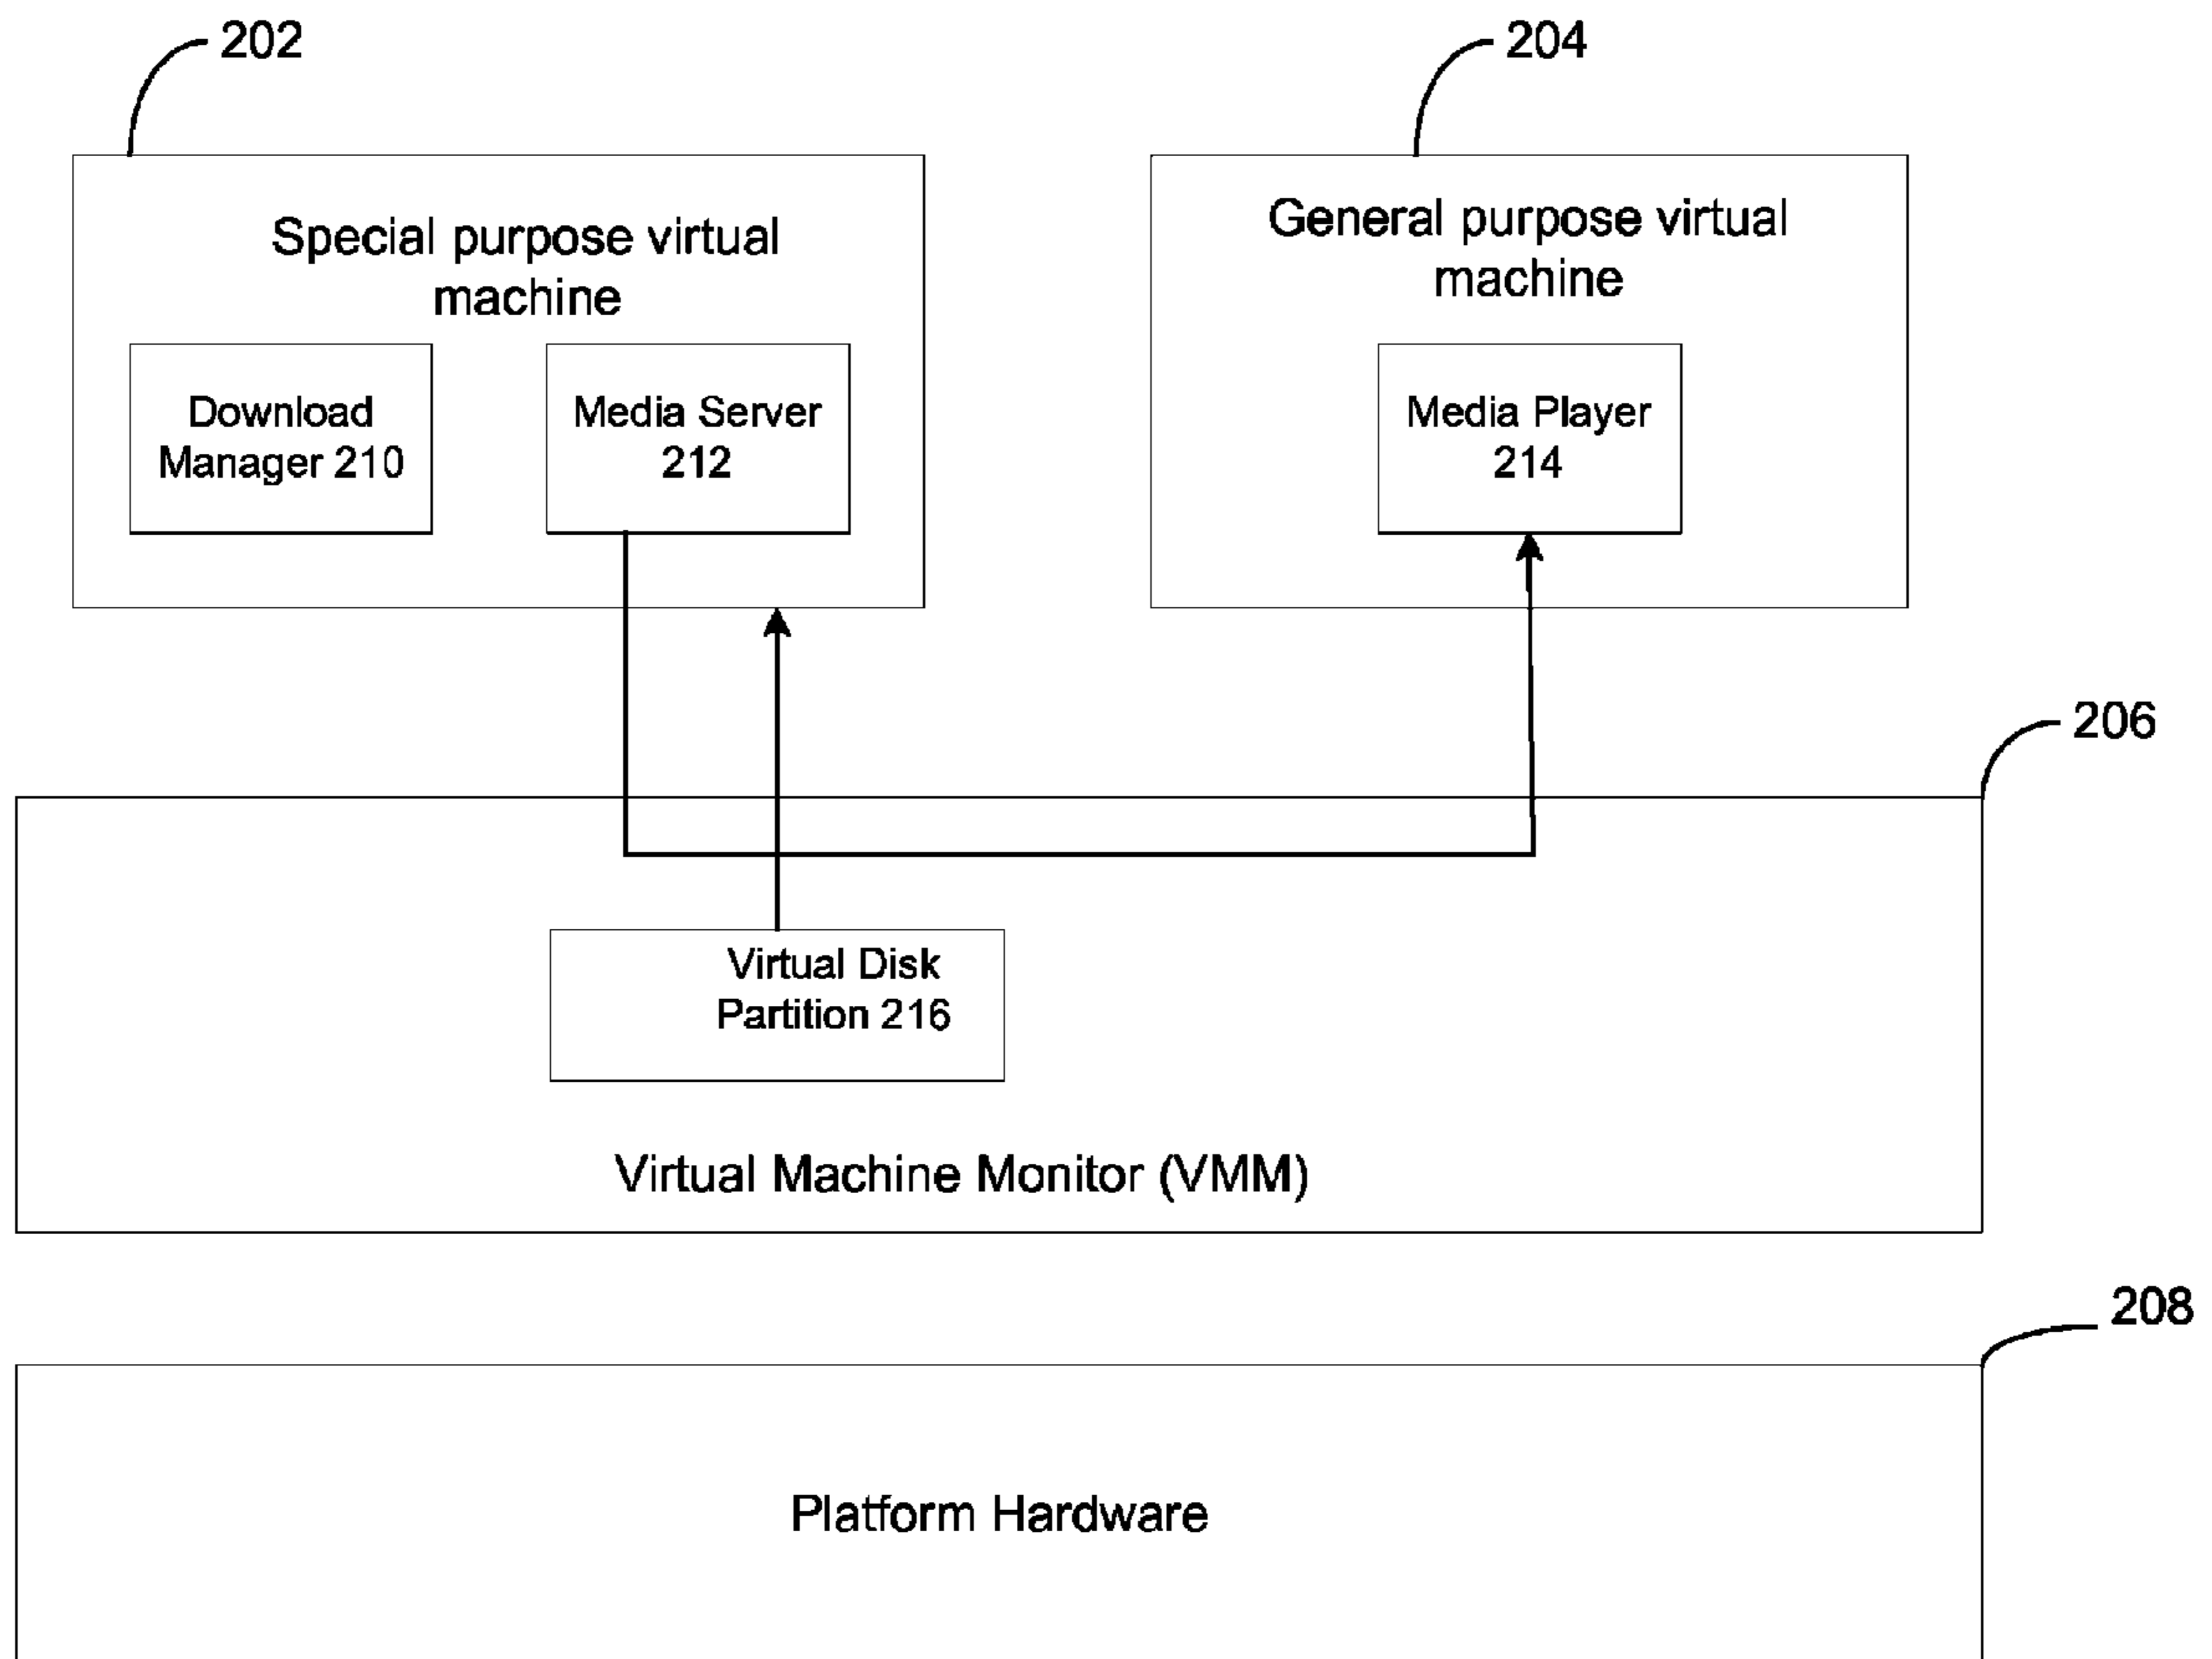 202
204
Special purpose virtual
machine
General purpose virtual
machine
Download
Manager 210
Media Server
212
Media Player
214
206
Virtual Disk
Partition 216
Virtual Machine Monitor (VMM)
208
Platform Hardware